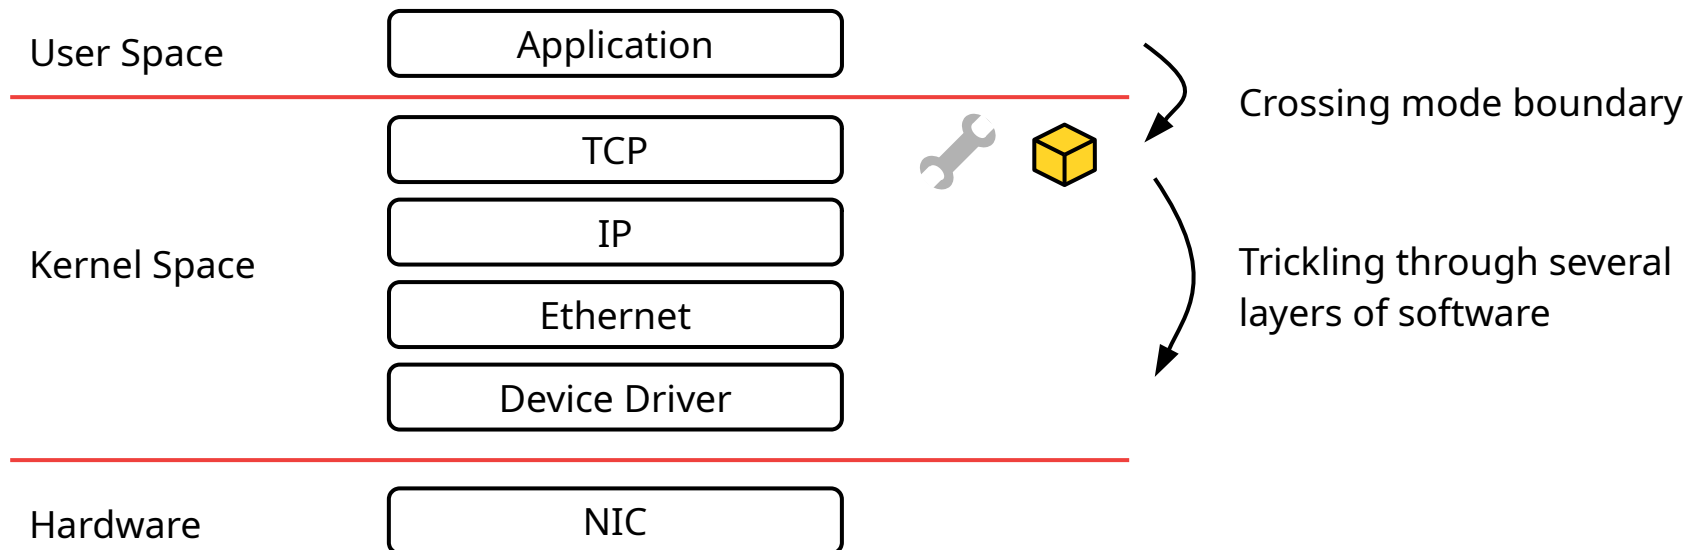 User Space
Application
Crossing mode boundary
TCP
IP
Kernel Space
Trickling through several
layers of software
Ethernet
Device Driver
Hardware
NIC